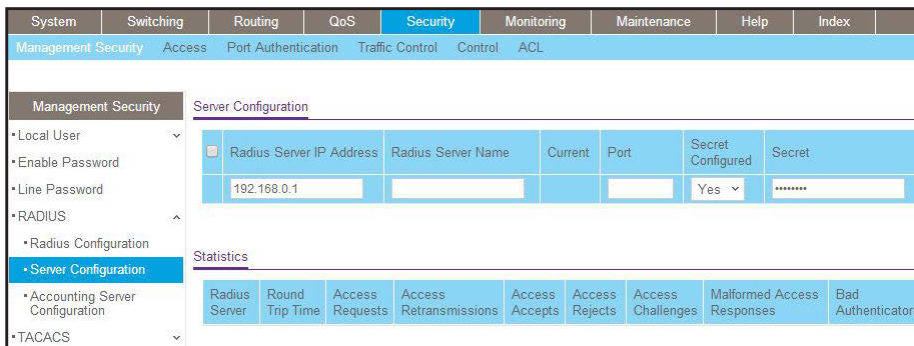 System Switching Routing QoS Security Monitoring Maintenance Help Index
Management Security Access Port Authentication Traffic Control Control ACL
Management Security
Local User
Enable Password
Line Password
RADIUS
Radius Configuration
Server Configuration
Accounting Server
Configuration
TACACS
Server Configuration
Radius Server IP Address Radius Server Name Current Port Secret Configured Secret
192.168.0.1 Yes ••••••••
Statistics
Radius Server Round Trip Time Access Requests Access Retransmissions Access Accepts Access Rejects Access Challenges Malformed Access Responses Bad Authenticator